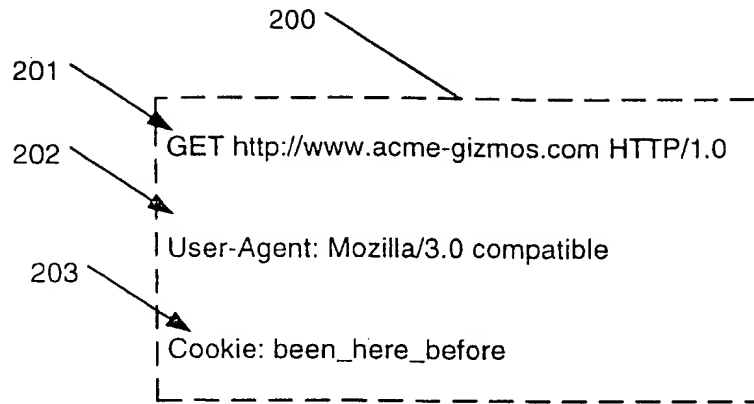 200
201
GET http://www.acme-gizmos.com HTTP/1.0
202
User-Agent: Mozilla/3.0 compatible
203
Cookie: been_here_before